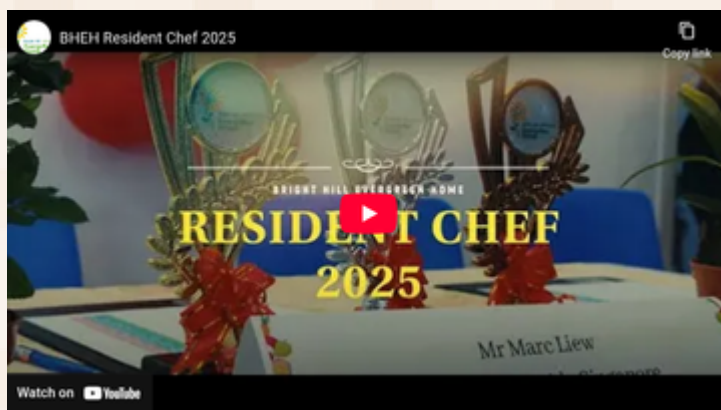 BHEH Resident Chef 2025
Copy link
BRIGHT HILL EVERGREEN HOME
RESIDENT CHEF
2025
Mr Marc Liew
Singapore
Watch on YouTube